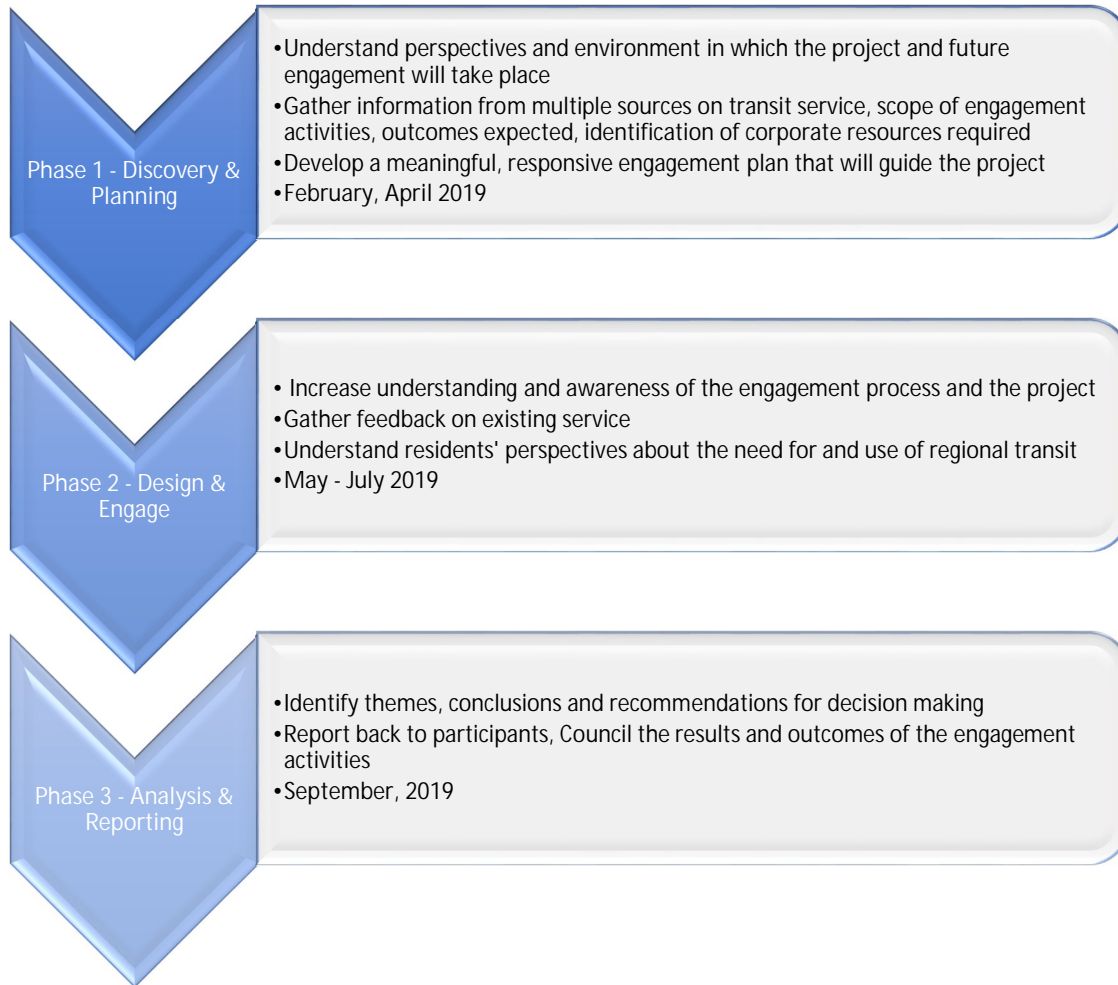 Phase 1 - Discovery &
Planning
•Understand perspectives and environment in which the project and future
engagement will take place
•Gather information from multiple sources on transit service, scope of engagement
activities, outcomes expected, identification of corporate resources required
•Develop a meaningful, responsive engagement plan that will guide the project
•February, April 2019
Phase 2 - Design &
Engage
• Increase understanding and awareness of the engagement process and the project
•Gather feedback on existing service
•Understand residents' perspectives about the need for and use of regional transit
•May - July 2019
Phase 3 - Analysis &
Reporting
•Identify themes, conclusions and recommendations for decision making
•Report back to participants, Council the results and outcomes of the engagement
activities
•September, 2019